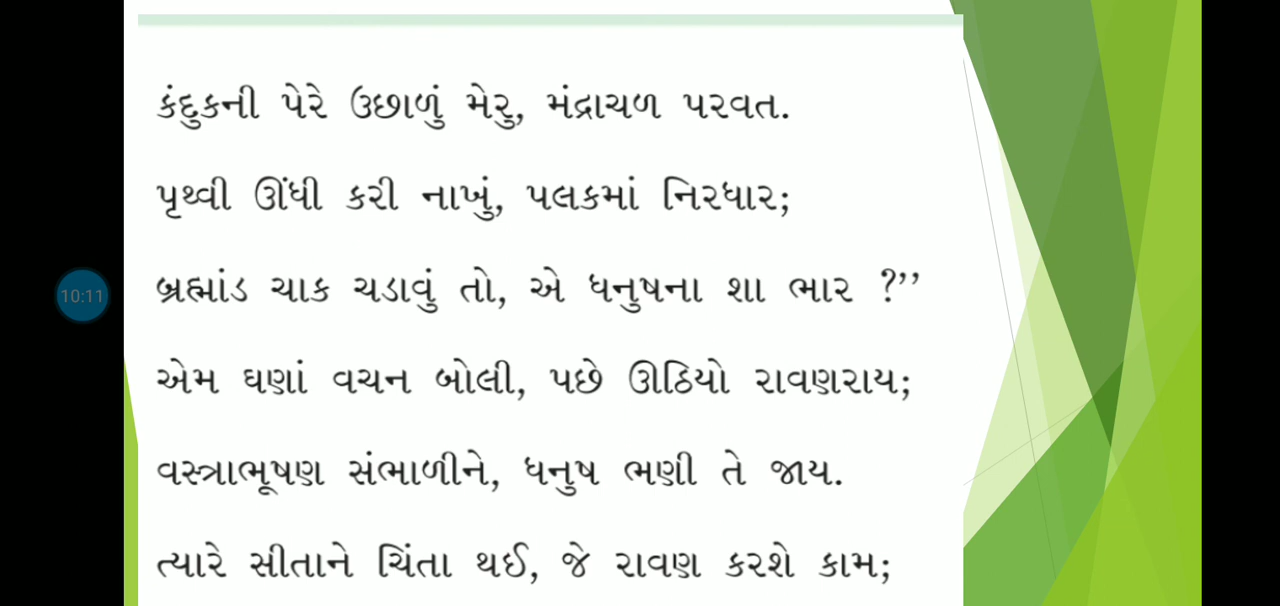 કંદુકની પેરે ઉછાળું મેરુ, મંદ્રાચળ પરવત.
પૃથ્વી ઊંધી કરી નાખું, પલકમાં નિરધાર;
બ્રહ્માંડ ચાક ચડાવું તો, એ ધનુષના શા ભાર ?’’
એમ ઘણાં વચન બોલી, પછે ઊઠિયો રાવણરાય;
વસ્ત્રાભૂષણ સંભાળીને, ધનુષ ભણી તે જાય.
ત્યારે સીતાને ચિંતા થઈ, જે રાવણ કરશે કામ;
10:11